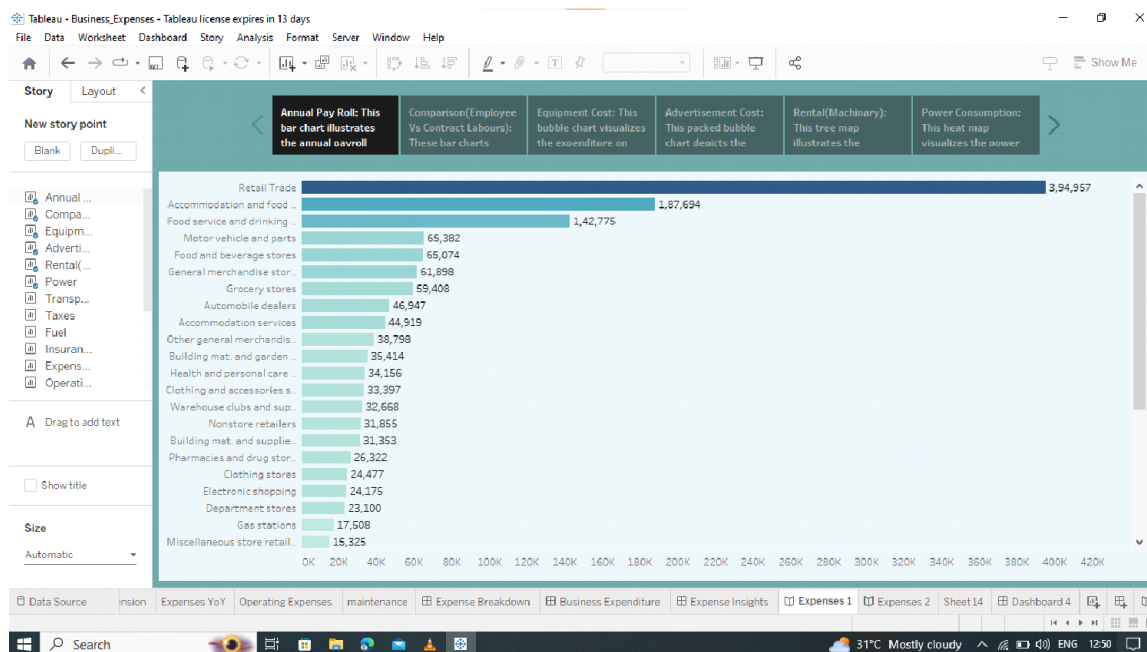 Tableau - Business_Expenses - Tableau license expires in 13 days
File Data Worksheet Dashboard Story Analysis Format Server Window Help
Show Me
Story Layout
New story point
Blank Dupli...
Annual ...
Compa...
Equipm...
Adverti...
Rental(...
Power
Transp...
Taxes
Fuel
Insuran...
Expens...
Operati...
A Drag to add text
Show title
Size
Automatic
Annual Pay Roll: This
bar chart illustrates
the annual payroll
Comparison(Employee
Vs Contract Labours):
These bar charts
Equipment Cost: This
bubble chart visualizes
the expenditure on
Advertisement Cost:
This packed bubble
chart depicts the
Rental(Machinery):
This tree map
illustrates the
Power Consumption:
This heat map
visualizes the power
Retail Trade 3,94,957
Accommodation and food .. 1,87,694
Food service and drinking .. 1,42,775
Motor vehicle and parts 65,382
Food and beverage stores 65,074
General merchandise stor.. 61,898
Grocery stores 59,408
Automobile dealers 46,947
Accommodation services 44,919
Other general merchandis.. 38,798
Building mat. and garden .. 35,414
Health and personal care .. 34,156
Clothing and accessories s.. 33,397
Warehouse clubs and sup.. 32,668
Nonstore retailers 31,855
Building mat. and supplie.. 31,353
Pharmacies and drug stor.. 26,322
Clothing stores 24,477
Electronic shopping 24,175
Department stores 23,100
Gas stations 17,508
Miscellaneous store retail.. 15,325
0K 20K 40K 60K 80K 100K 120K 140K 160K 180K 200K 220K 240K 260K 280K 300K 320K 340K 360K 380K 400K 420K
Data Source ension Expenses YoY Operating Expenses maintenance Expense Breakdown Business Expenditure Expense Insights Expenses 1 Expenses 2 Sheet 14 Dashboard 4
Search 31°C Mostly cloudy ENG 12:50